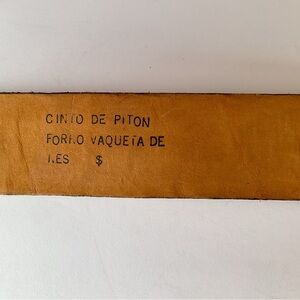 CINTO DE PITON
FORRO VAQUETA DE
$